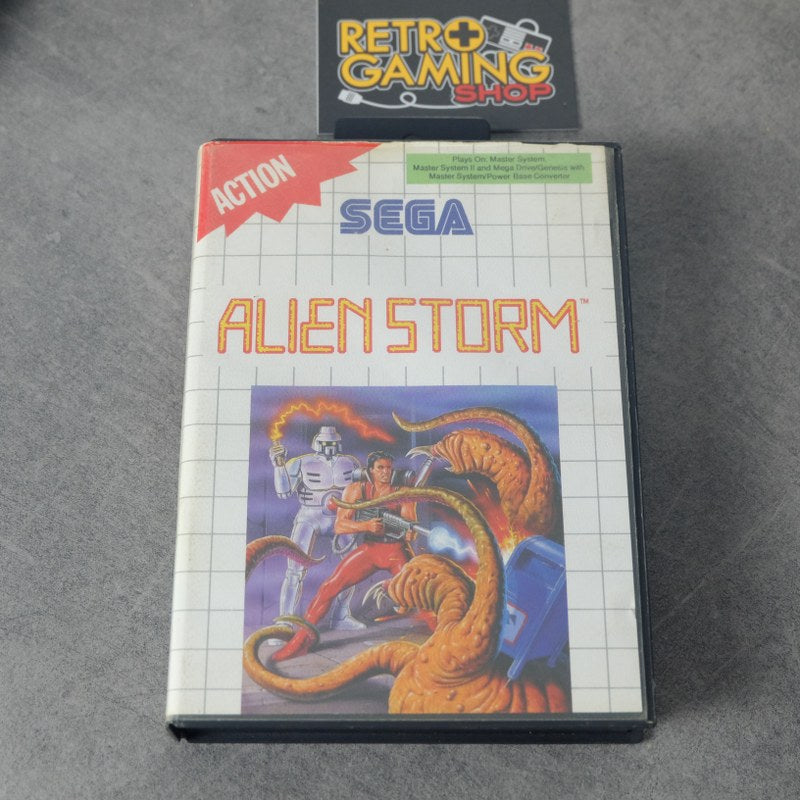 RETRO
GAMING
SHOP
ACTION
Plays On: Master System,
Master System II and Mega Drive/Genesis with
Master System/Power Base Convertor
SEGA
ALIEN STORM™